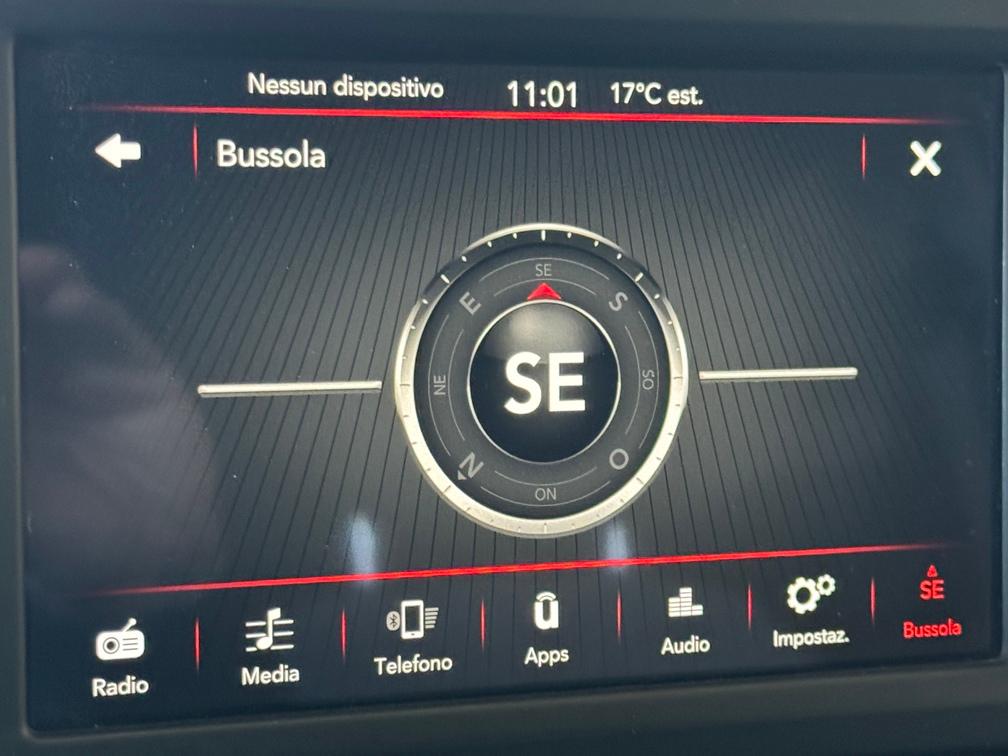 Nessun dispositivo 11:01 17°C est.
Bussola
SE
E S
SE
NE SO
N O
NO
Radio Media Telefono Apps Audio Impostaz. SE Bussola